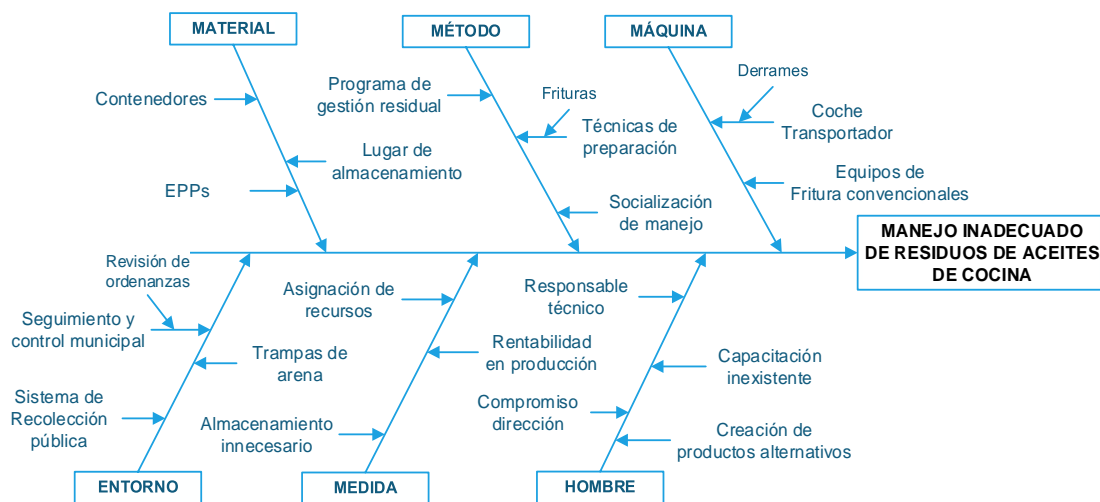 MATERIAL
MÉTODO
MÁQUINA
Contenedores
Lugar de
almacenamiento
EPPs
Programa de
gestión residual
Frituras
Técnicas de
preparación
Socialización
de manejo
Derrames
Coche
Transportador
Equipos de
Fritura convencionales
MANEJO INADECUADO
DE RESIDUOS DE ACEITES
DE COCINA
Revisión de
ordenanzas
Seguimiento y
control municipal
Trampas de
arena
Sistema de
Recolección
pública
Asignación de
recursos
Rentabilidad
en producción
Almacenamiento
innecesario
Responsable
técnico
Capacitación
inexistente
Compromiso
dirección
Creación de
productos alternativos
ENTORNO
MEDIDA
HOMBRE